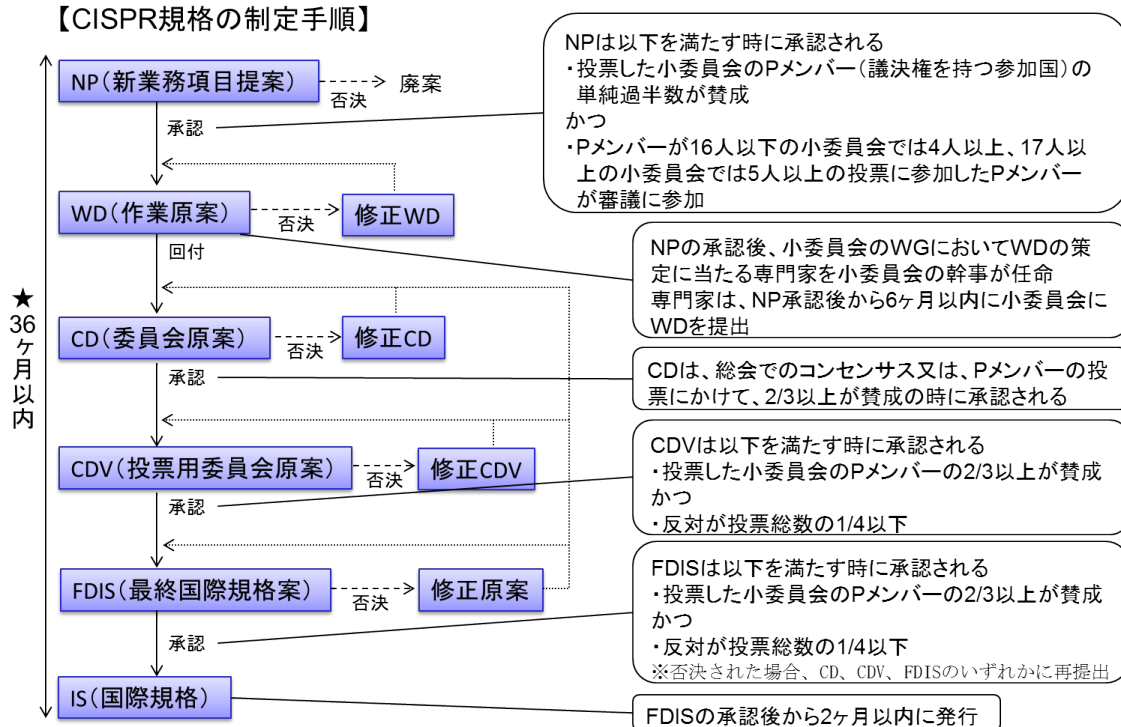 【CISPR規格の制定手順】
NP(新業務項目提案)
否決
廃案
承認
WD(作業原案)
否決
修正WD
回付
CD(委員会原案)
否決
修正CD
承認
CDV(投票用委員会原案)
否決
修正CDV
承認
FDIS(最終国際規格案)
否決
修正原案
承認
IS(国際規格)
★36ヶ月以内
NPは以下を満たす時に承認される
・投票した小委員会のPメンバー(議決権を持つ参加国)の
単純過半数が賛成
かつ
・Pメンバーが16人以下の小委員会では4人以上、17人以
上の小委員会では5人以上の投票に参加したPメンバー
が審議に参加
NPの承認後、小委員会のWGにおいてWDの策
定に当たる専門家を小委員会の幹事が任命
専門家は、NP承認後から6ヶ月以内に小委員会に
WDを提出
CDは、総会でのコンセンサス又は、Pメンバーの投
票にかけて、2/3以上が賛成の時に承認される
CDVは以下を満たす時に承認される
・投票した小委員会のPメンバーの2/3以上が賛成
かつ
・反対が投票総数の1/4以下
FDISは以下を満たす時に承認される
・投票した小委員会のPメンバーの2/3以上が賛成
かつ
・反対が投票総数の1/4以下
※否決された場合、CD、CDV、FDISのいずれかに再提出
FDISの承認後から2ヶ月以内に発行